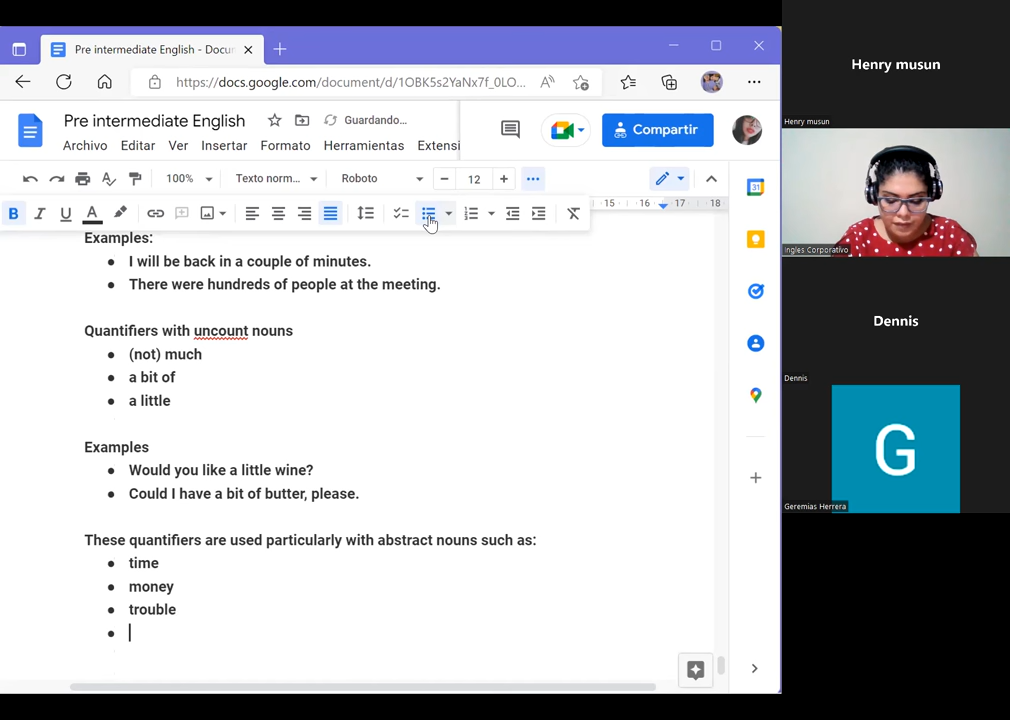 Henry musun
Pre intermediate English - Docun
https://docs.google.com/document/d/1OBK5s2YaNx7f_0LO...
Henry musun
Pre intermediate English
Guardando...
Compartir
Archivo Editar Ver Insertar Formato Herramientas Extensi
100% Texto norm... Roboto 12
15 16 17 18
Examples:
I will be back in a couple of minutes.
There were hundreds of people at the meeting.
Ingles Corporativo
Quantifiers with uncount nouns
(not) much
a bit of
a little
Dennis
Dennis
Examples
Would you like a little wine?
Could I have a bit of butter, please.
G
Geremias Herrera
These quantifiers are used particularly with abstract nouns such as:
time
money
trouble